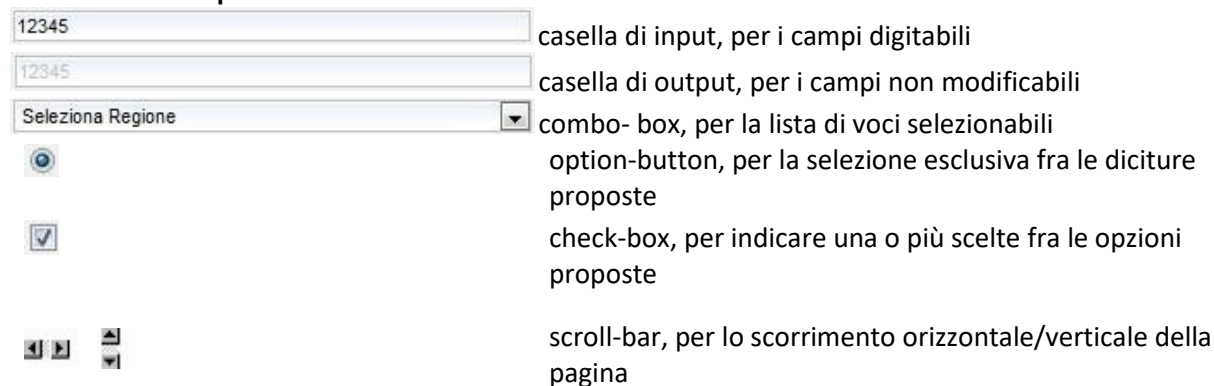 12345
casella di input, per i campi digitabili
12345
casella di output, per i campi non modificabili
Seleziona Regione
combo- box, per la lista di voci selezionabili
option-button, per la selezione esclusiva fra le diciture
proposte
check-box, per indicare una o più scelte fra le opzioni
proposte
scroll-bar, per lo scorrimento orizzontale/verticale della
pagina